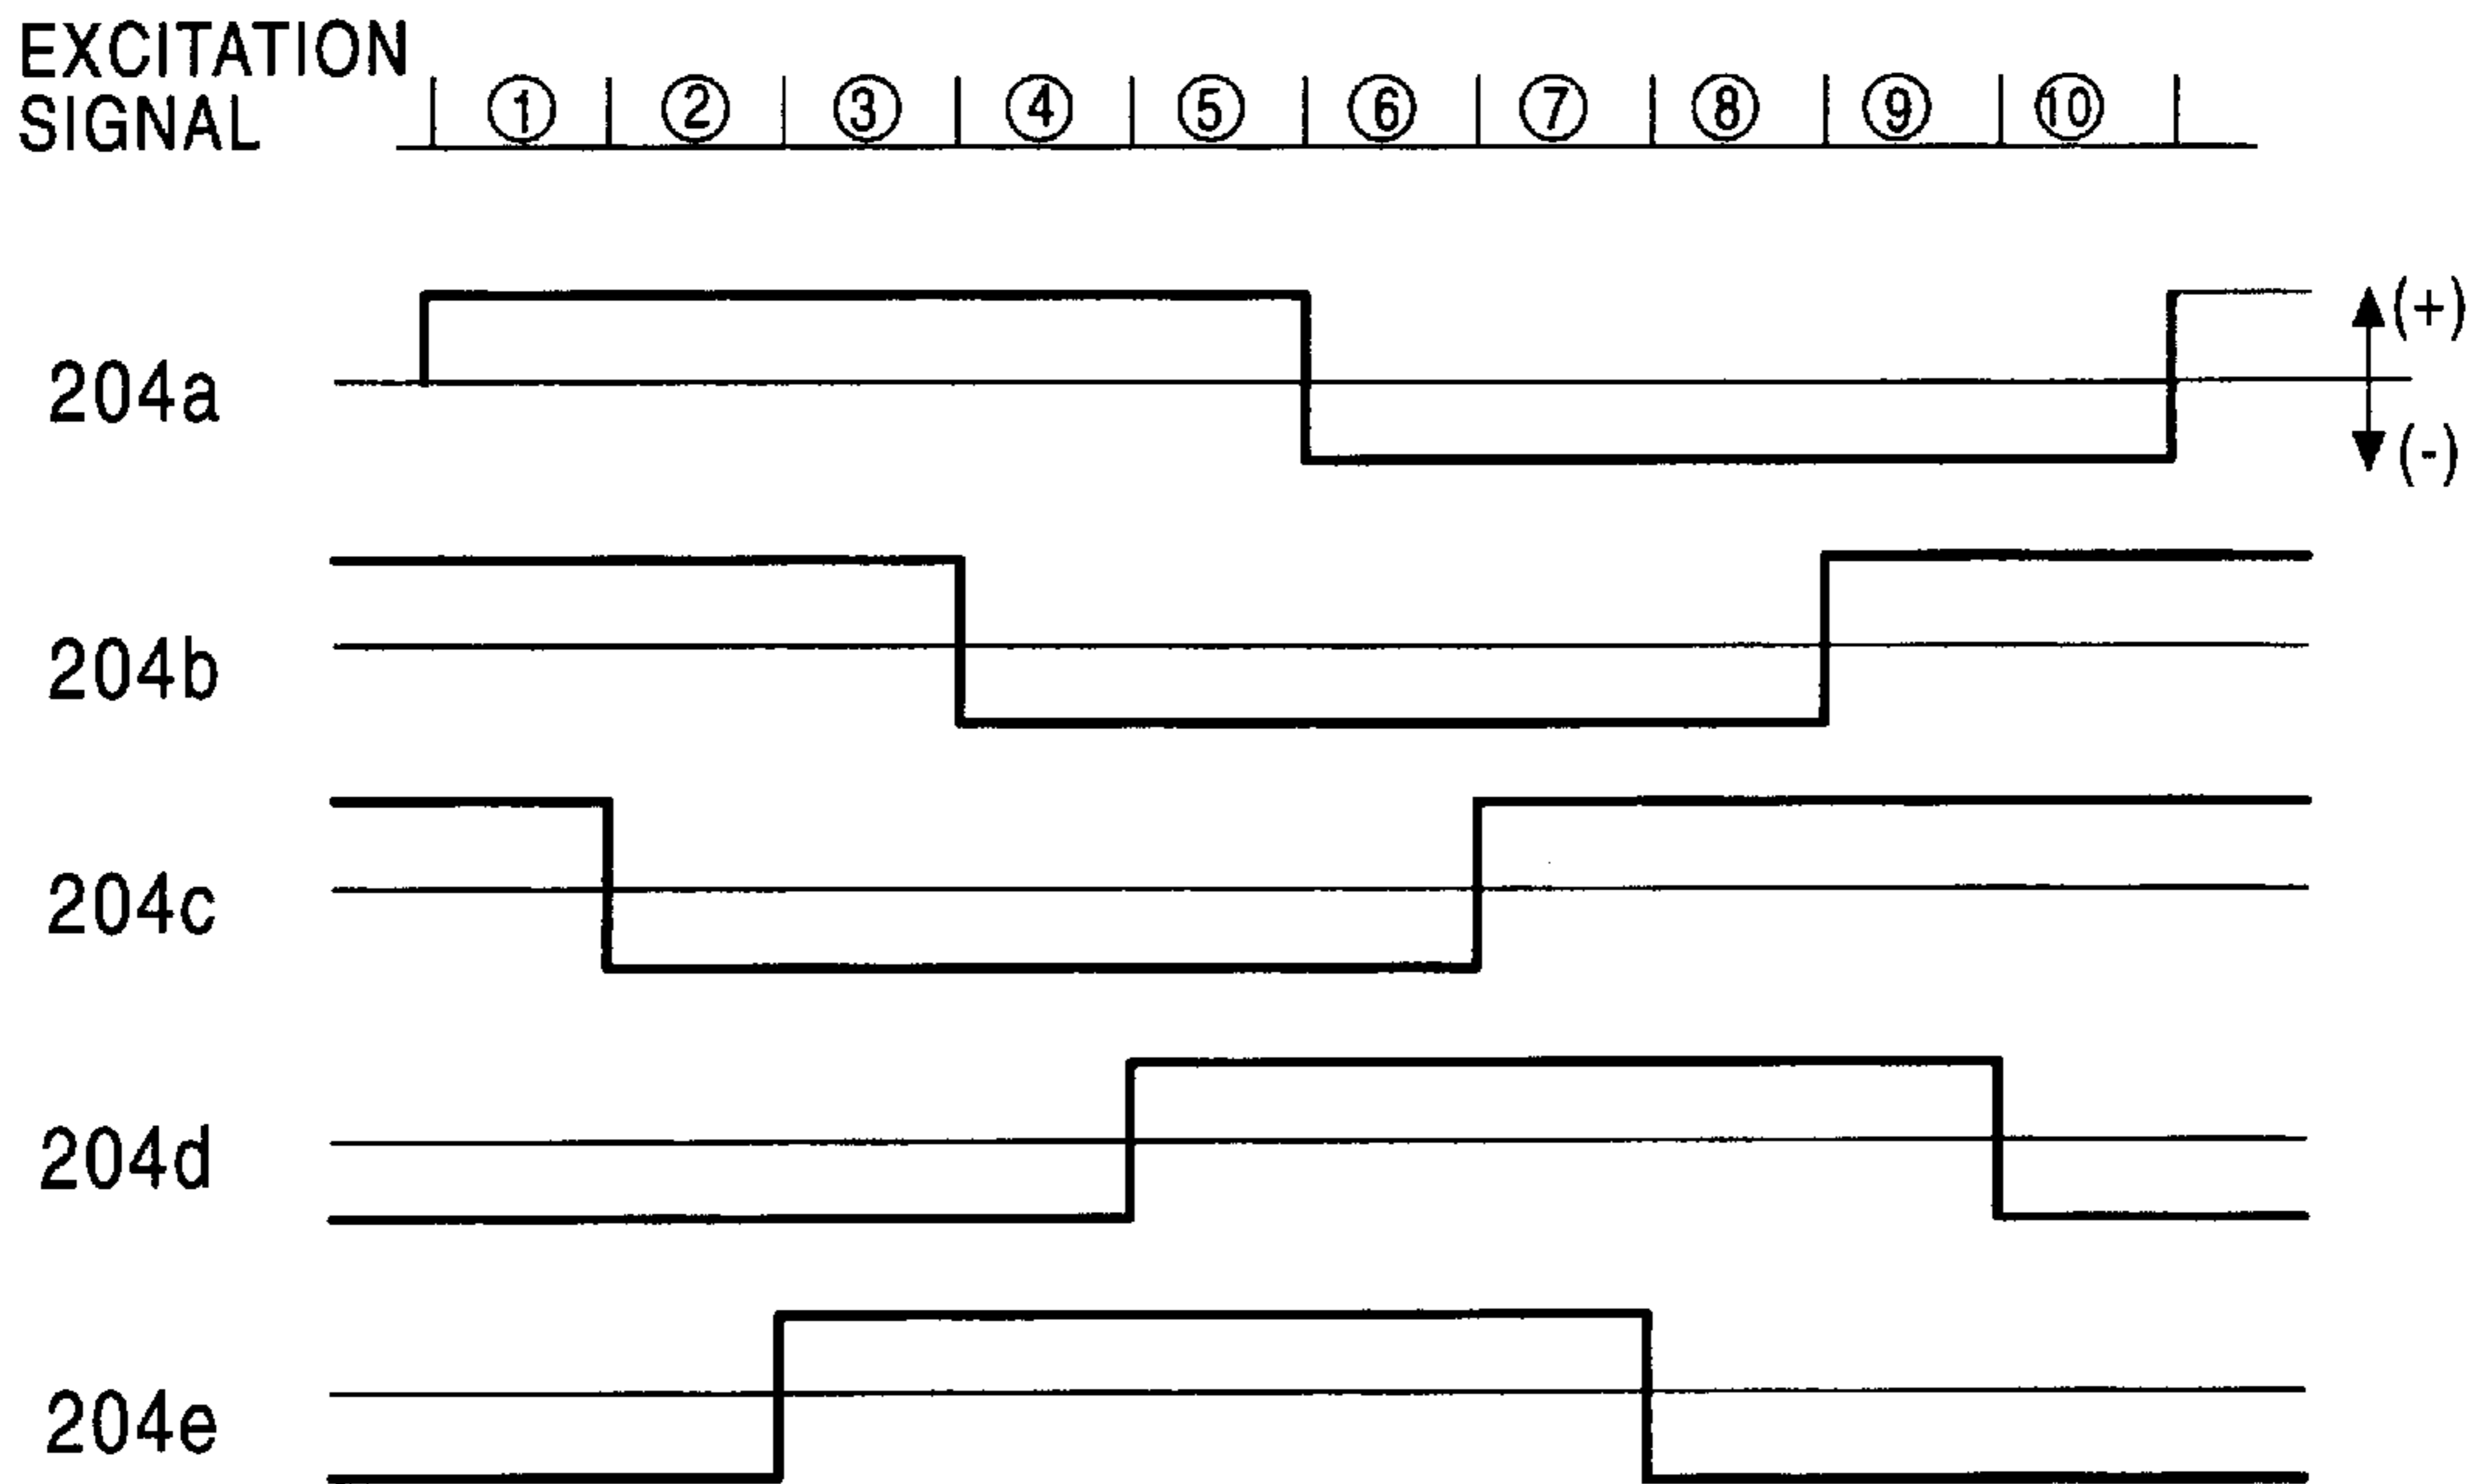 EXCITATION
SIGNAL
① ② ③ ④ ⑤ ⑥ ⑦ ⑧ ⑨ ⑩
204a
(+)
(-)
204b
204c
204d
204e